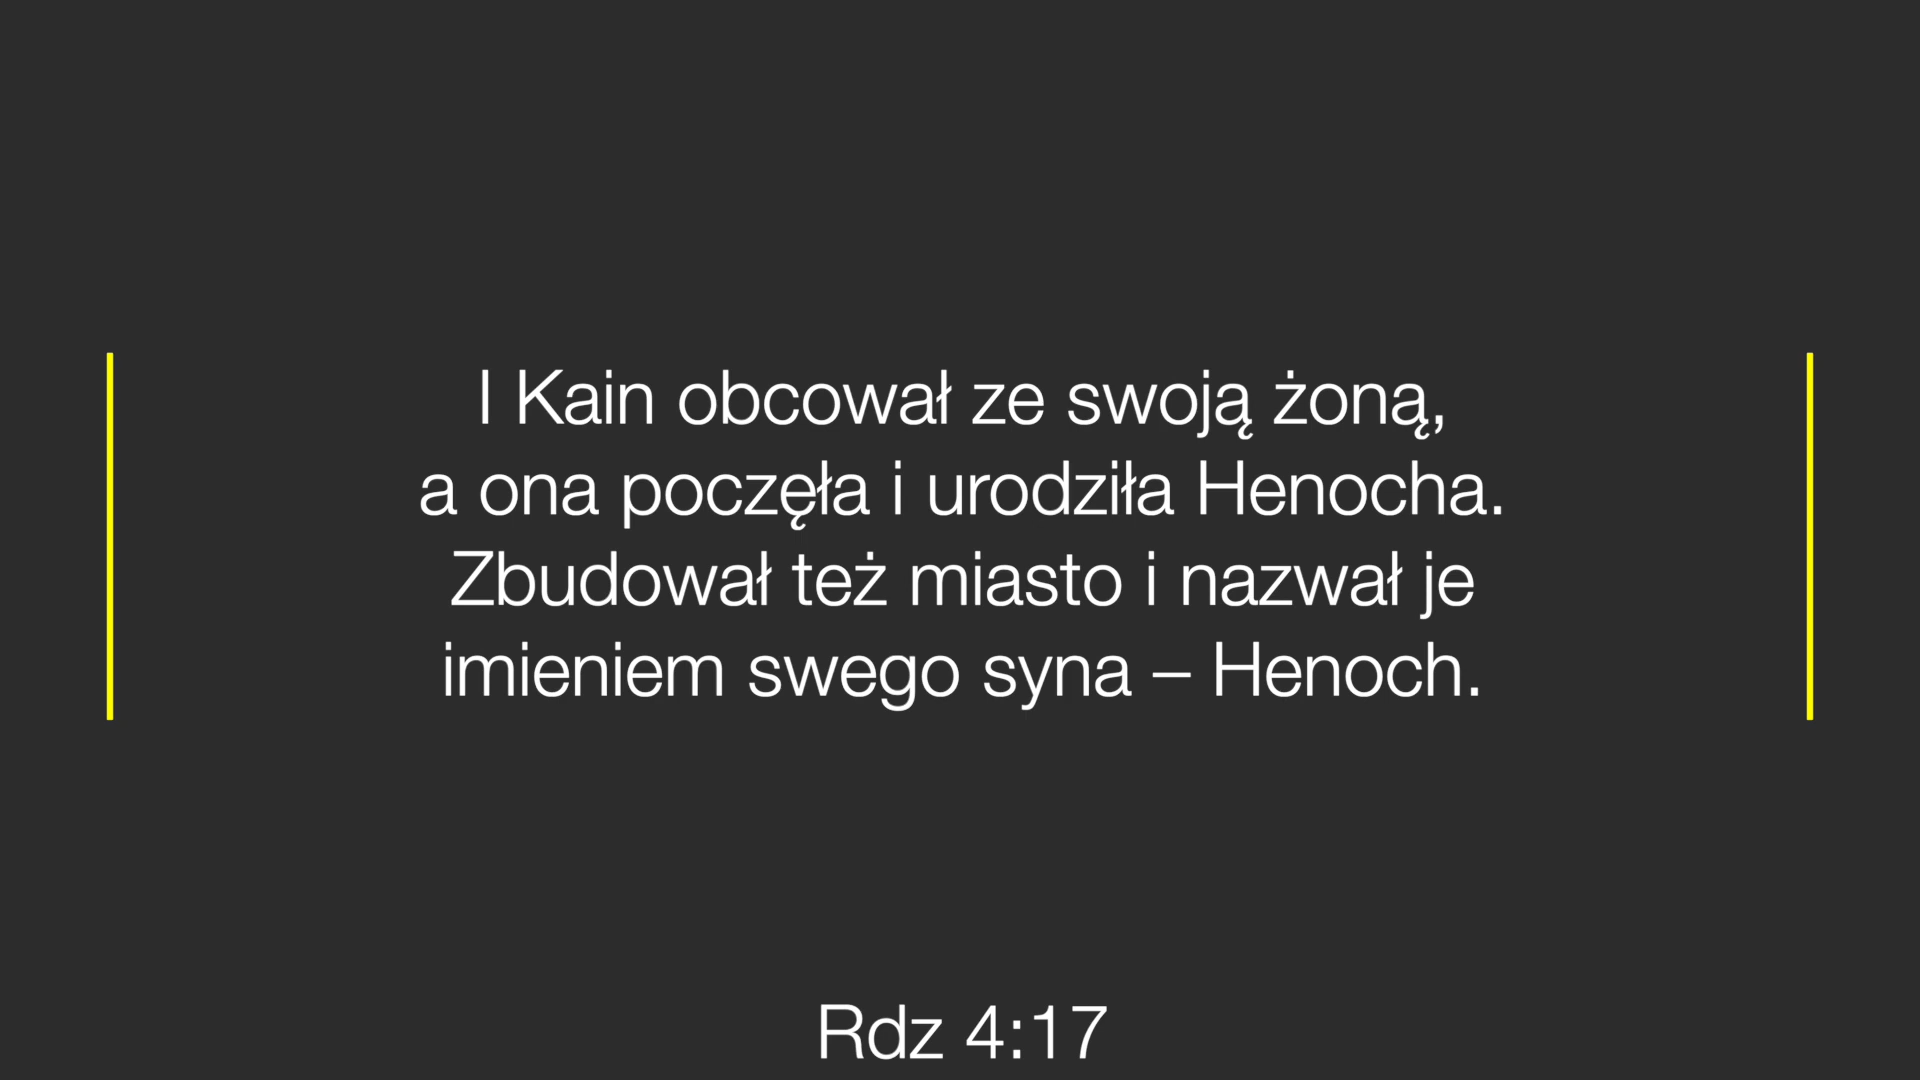 I Kain obcował ze swoją żoną,
a ona poczęła i urodziła Henocha.
Zbudował też miasto i nazwał je
imieniem swego syna – Henoch.
Rdz 4:17